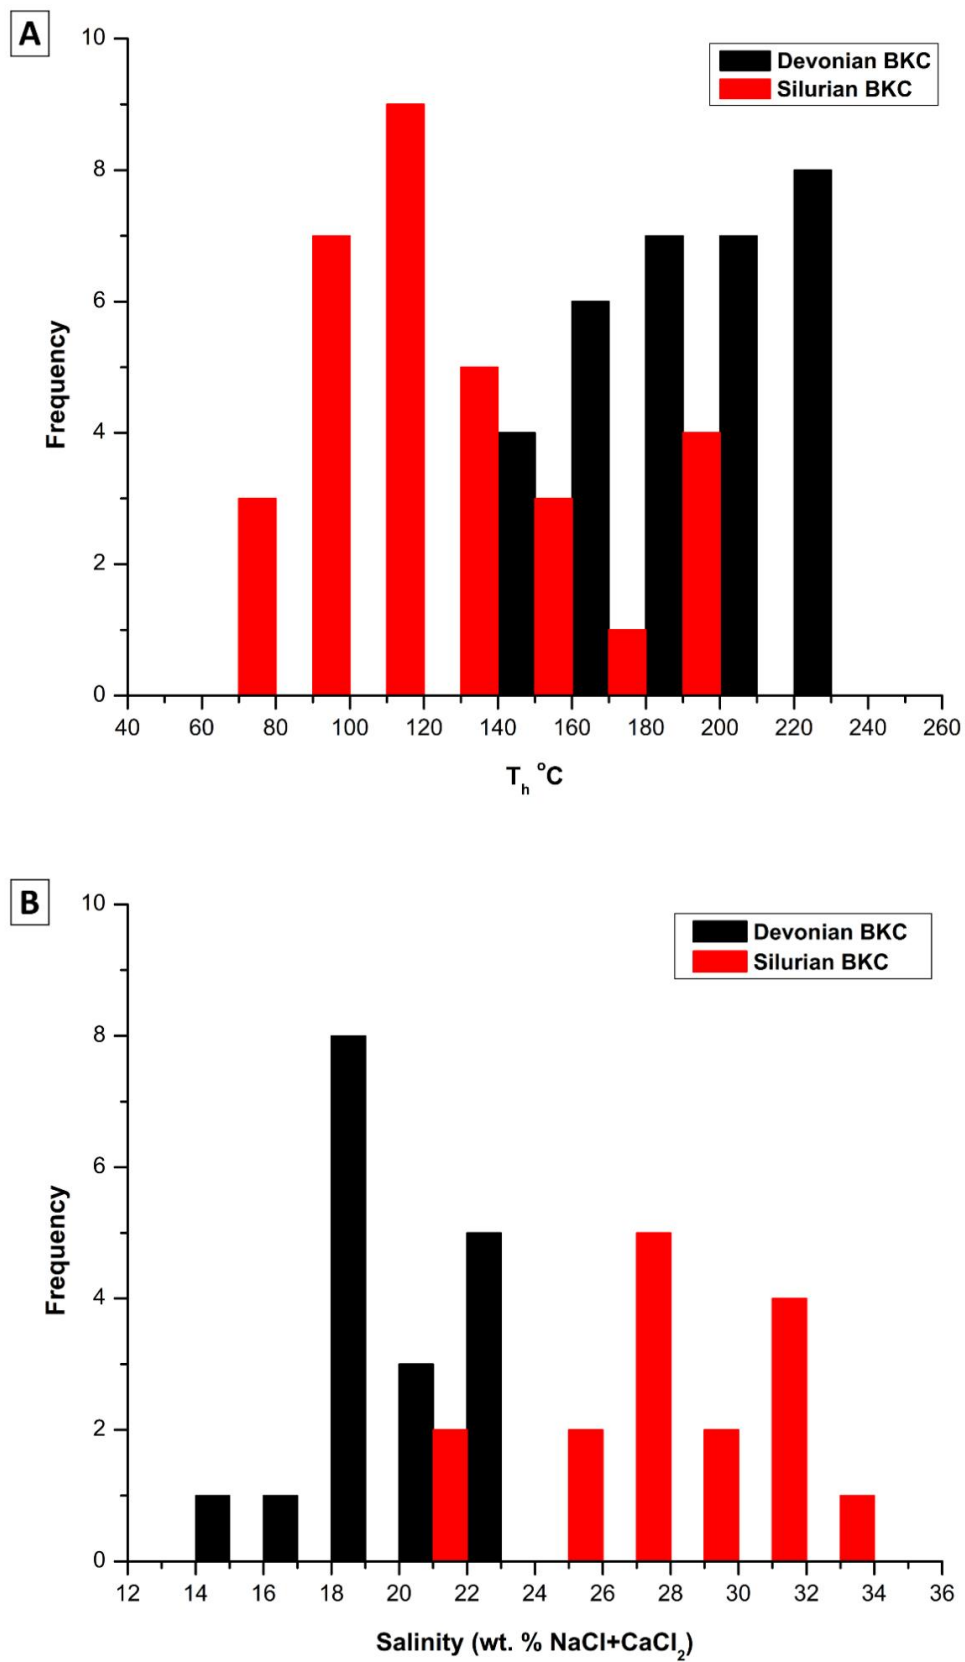 A
10
8
6
4
2
0
Frequency
Devonian BKC
Silurian BKC
40 60 80 100 120 140 160 180 200 220 240 260
Th °C
B
10
8
6
4
2
0
Frequency
Devonian BKC
Silurian BKC
12 14 16 18 20 22 24 26 28 30 32 34 36
Salinity (wt. % NaCl+CaCl2)